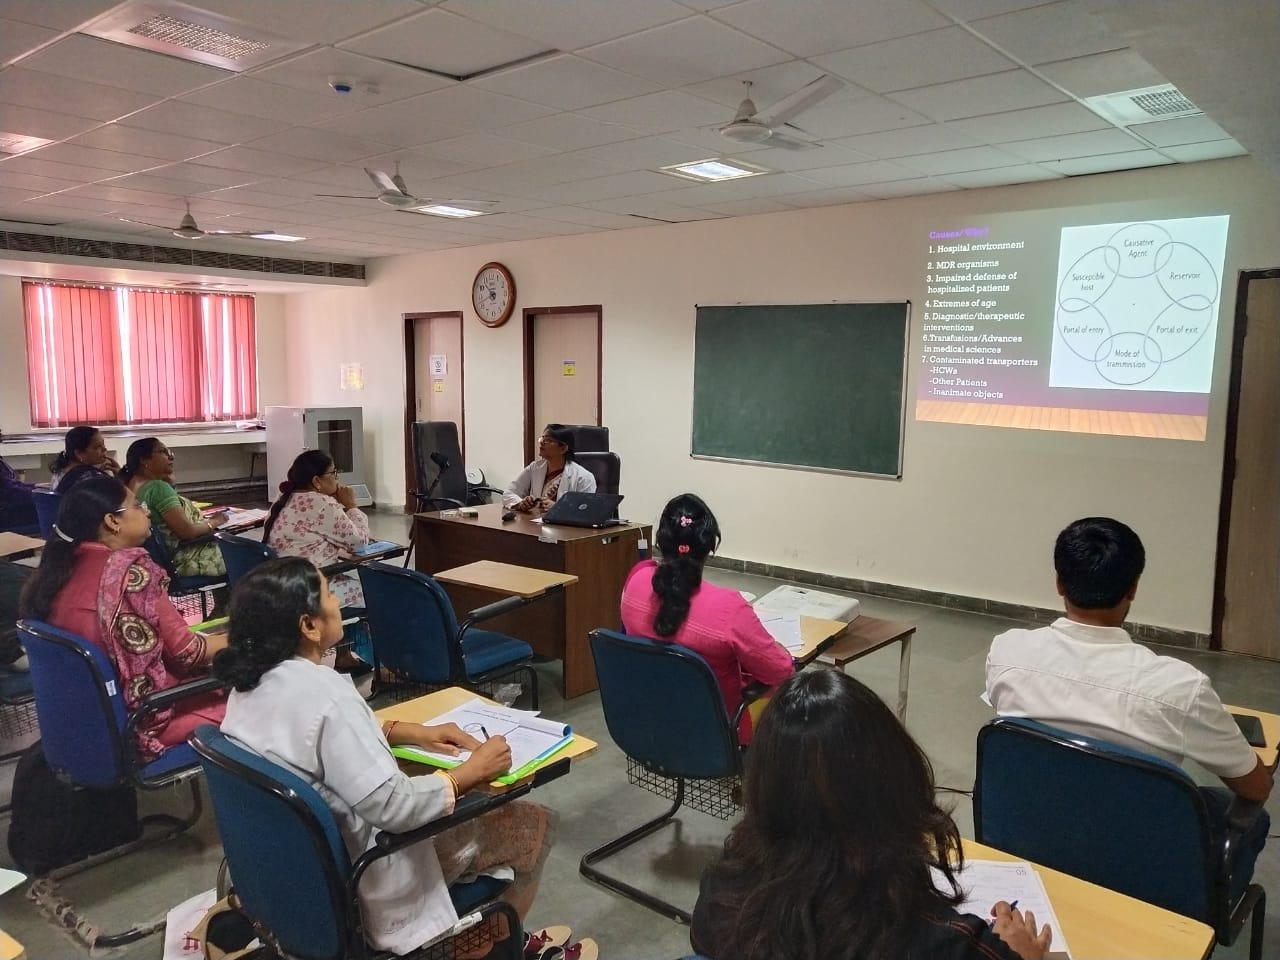 Causes/Why?
1. Hospital environment
2. MDR organisms
3. Impaired defense of
hospitalized patients
4. Extremes of age
5. Diagnostic/therapeutic
interventions
6.Transfusions/Advances
in medical sciences
7. Contaminated transporters
-HCWs
-Other Patients
- Inanimate objects
Causative
Agent
Susceptible
host
Reservoir
Portal of entry
Portal of exit
Mode of
transmission